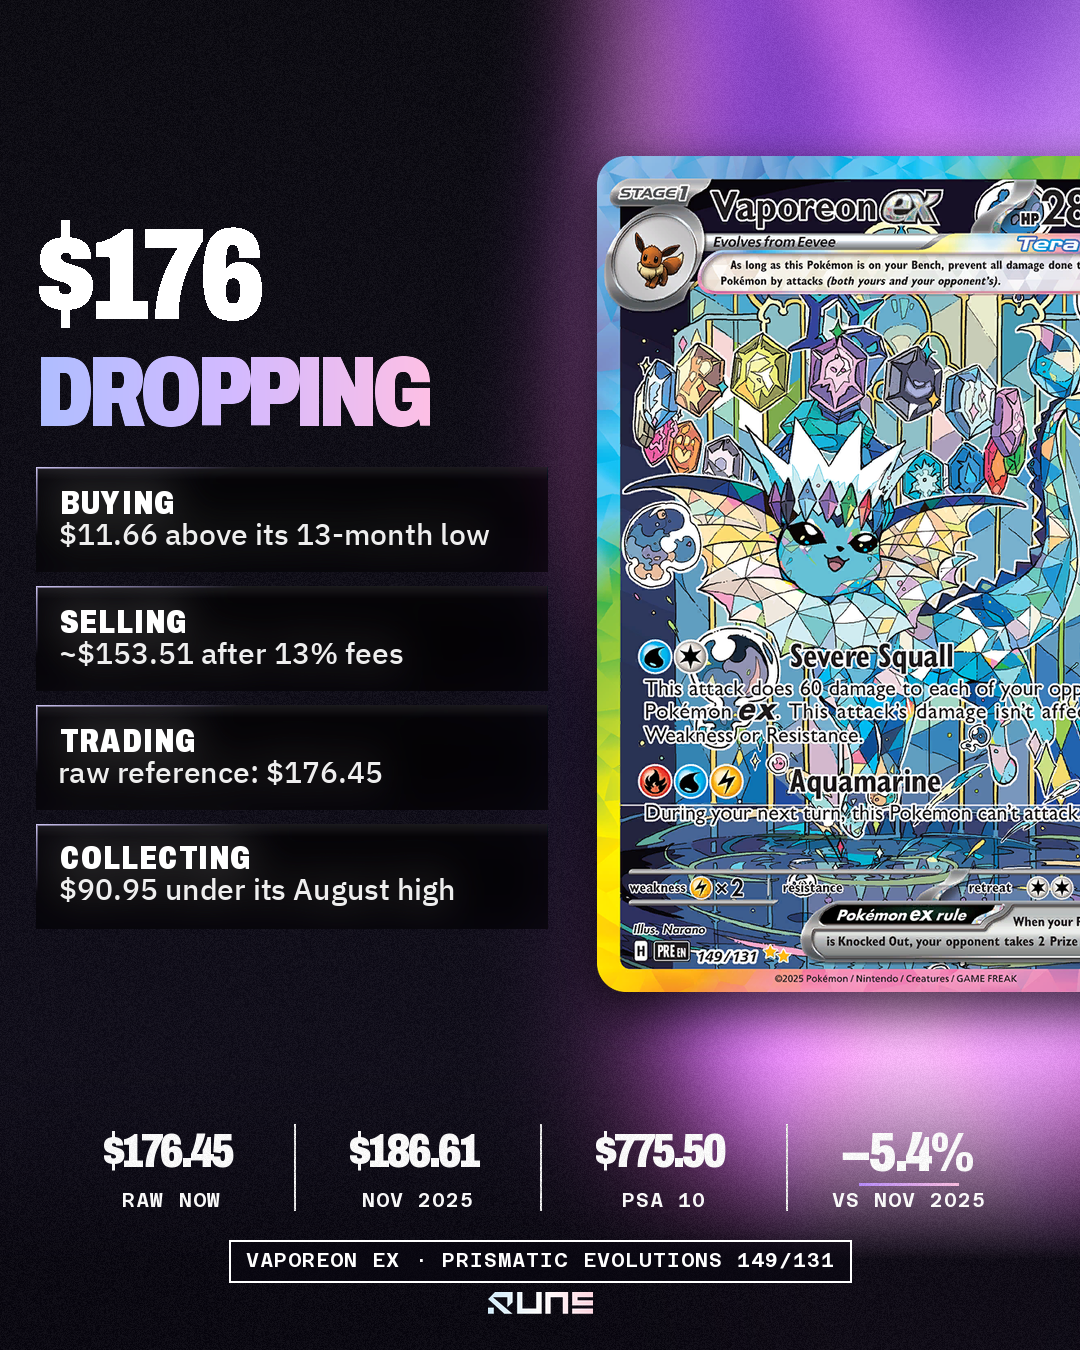 $176
DROPPING
BUYING
$11.66 above its 13-month low
SELLING
~$153.51 after 13% fees
TRADING
raw reference: $176.45
COLLECTING
$90.95 under its August high
STAGE 1
Vaporeon ex
HP 28
Evolves from Eevee
Tera
As long as this Pokémon is on your Bench, prevent all damage done t
Pokémon by attacks (both yours and your opponent's).
Severe Squall
This attack does 60 damage to each of your opp
Pokémon ex. This attack's damage isn't affe
Weakness or Resistance.
Aquamarine
During your next turn, this Pokémon can't attack
weakness ×2 resistance retreat
Pokémon ex rule
When your P
is Knocked Out, your opponent takes 2 Prize
Illus. Narano
H PRE EN 149/131
©2025 Pokémon / Nintendo / Creatures / GAME FREAK
$176.45
RAW NOW
$186.61
NOV 2025
$775.50
PSA 10
–5.4%
VS NOV 2025
VAPOREON EX · PRISMATIC EVOLUTIONS 149/131
RUNE